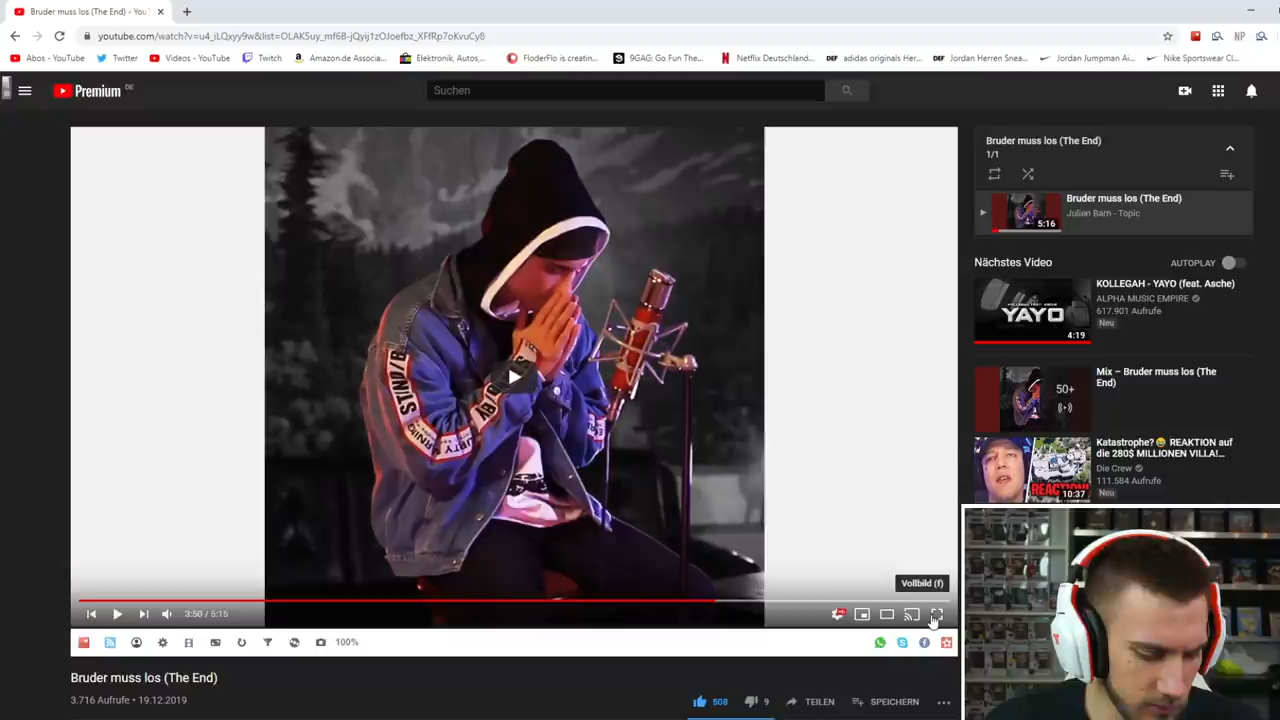 Bruder muss los (The End) - You
youtube.com/watch?v=u4_iLQxyy9w&list=OLAK5uy_mf6B-jQyij1zOJoefbz_XFfRp7oKvuCy8
Abos - YouTube
Twitter
Videos - YouTube
Twitch
Amazon.de Associa...
Elektronik, Autos,...
FloderFlo is creatin...
9GAG: Go Fun The...
Netflix Deutschland...
adidas originals Her...
Jordan Herren Snea...
Jordan Jumpman Ai...
Nike Sportswear Cl...
NP
Premium DE
Suchen
Bruder muss los (The End)
1/1
Bruder muss los (The End)
Julien Bam - Topic
5:16
Nächstes Video
AUTOPLAY
KOLLEGAH - YAYO (feat. Asche)
ALPHA MUSIC EMPIRE
617.901 Aufrufe
Neu
YAYO
4:19
Mix – Bruder muss los (The
End)
50+
Katastrophe? REAKTION auf
die 280$ MILLIONEN VILLA!...
Die Crew
111.584 Aufrufe
Neu
REACTION
10:37
Vollbild (f)
3:50 / 5:15
HD
100%
Bruder muss los (The End)
3.716 Aufrufe • 19.12.2019
508
9
TEILEN
SPEICHERN